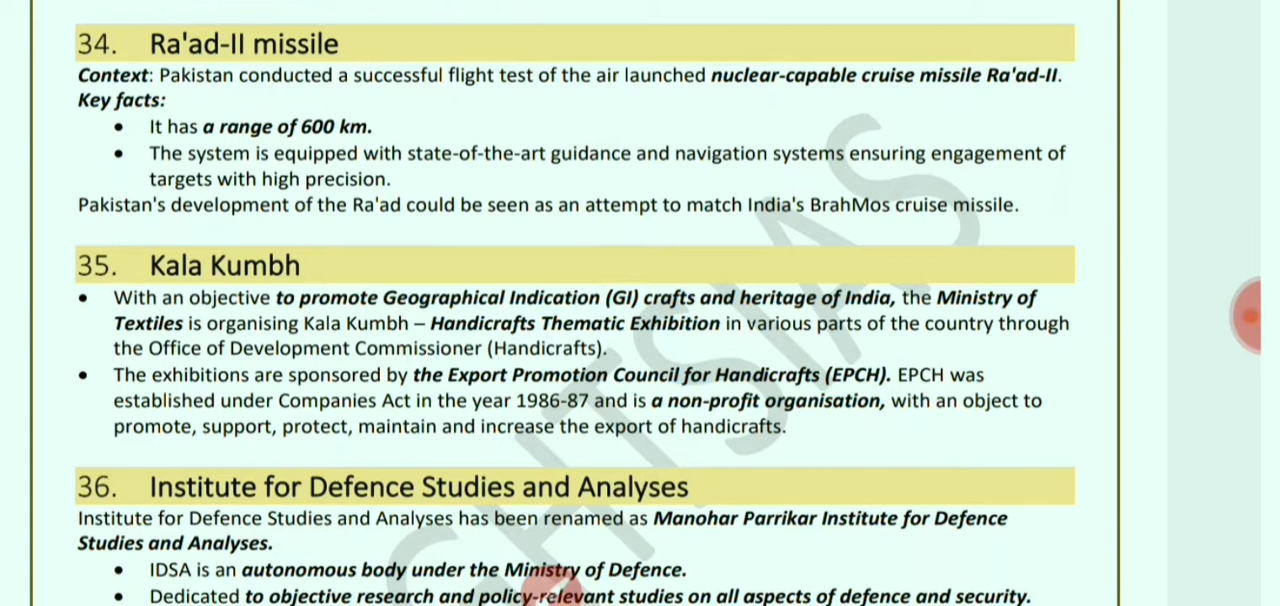 34. Ra'ad-II missile
Context: Pakistan conducted a successful flight test of the air launched nuclear-capable cruise missile Ra'ad-II.
Key facts:
• It has a range of 600 km.
• The system is equipped with state-of-the-art guidance and navigation systems ensuring engagement of
targets with high precision.
Pakistan's development of the Ra'ad could be seen as an attempt to match India's BrahMos cruise missile.
35. Kala Kumbh
• With an objective to promote Geographical Indication (GI) crafts and heritage of India, the Ministry of
Textiles is organising Kala Kumbh – Handicrafts Thematic Exhibition in various parts of the country through
the Office of Development Commissioner (Handicrafts).
• The exhibitions are sponsored by the Export Promotion Council for Handicrafts (EPCH). EPCH was
established under Companies Act in the year 1986-87 and is a non-profit organisation, with an object to
promote, support, protect, maintain and increase the export of handicrafts.
36. Institute for Defence Studies and Analyses
Institute for Defence Studies and Analyses has been renamed as Manohar Parrikar Institute for Defence
Studies and Analyses.
• IDSA is an autonomous body under the Ministry of Defence.
• Dedicated to objective research and policy-relevant studies on all aspects of defence and security.
GHTSIAS